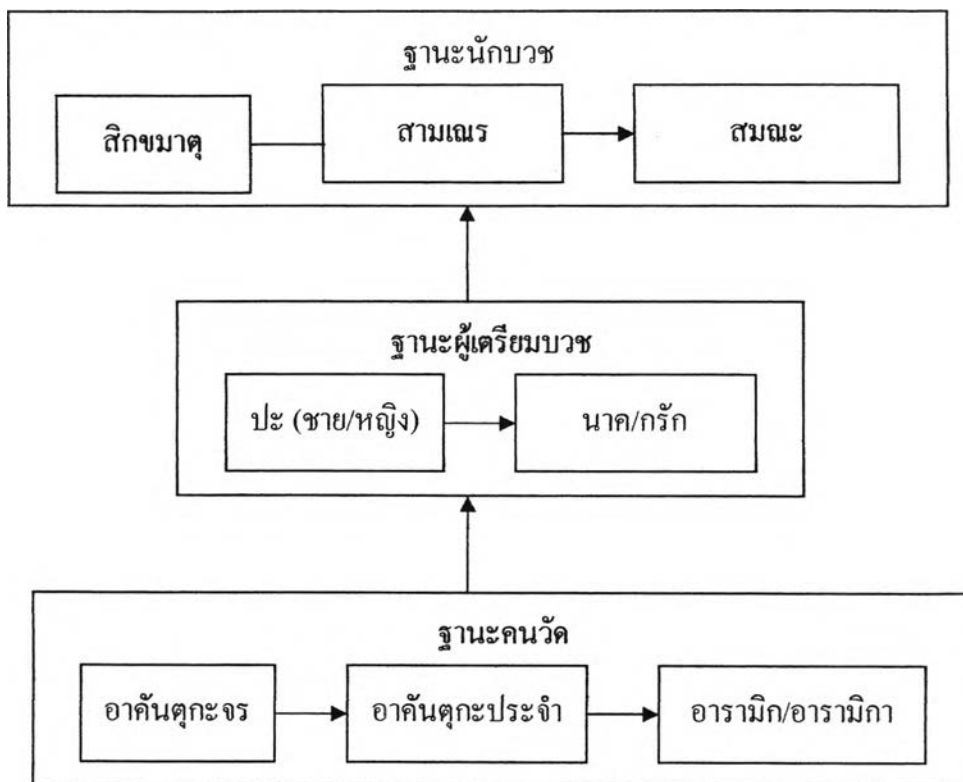 ฐานะนักบวช
สิกขมาตุ
สามเณร
สมณะ
ฐานะผู้เตรียมบวช
ปะ (ชาย/หญิง)
นาค/กรัก
ฐานะคนวัด
อาคันตุกะจร
อาคันตุกะประจำ
อารามิก/อารามิกา